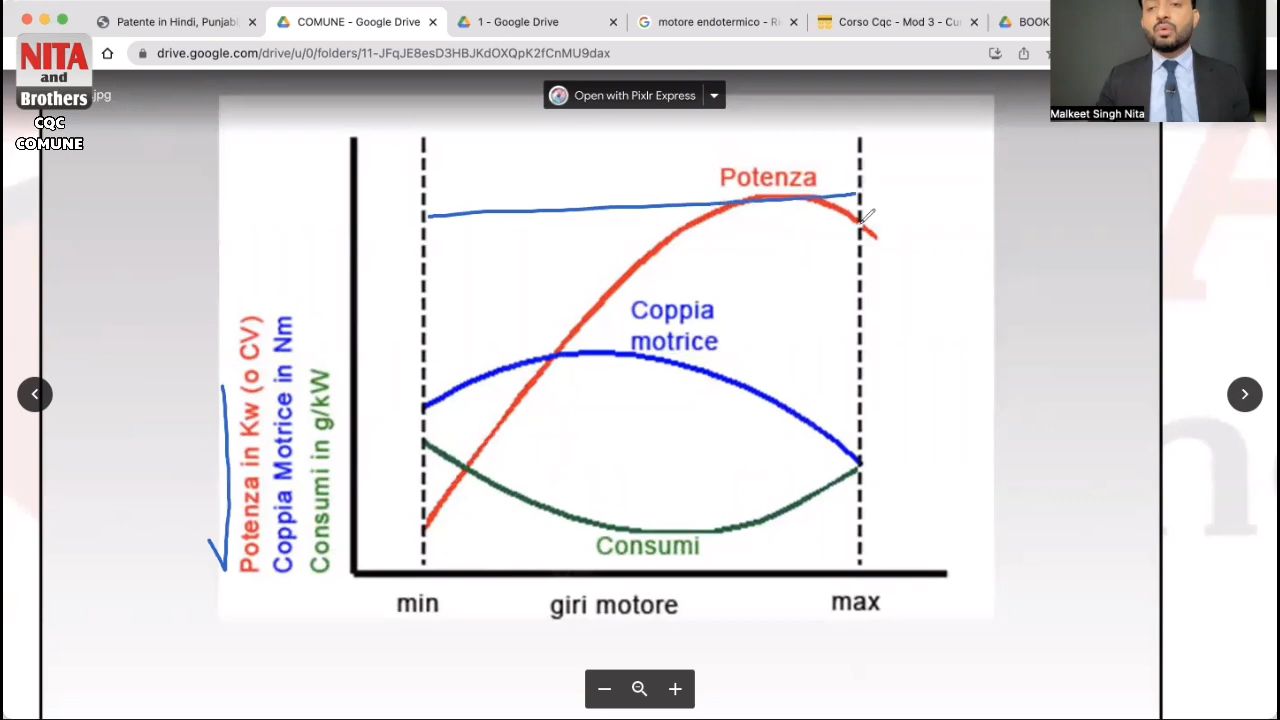 Patente in Hindi, Punjabi
COMUNE - Google Drive
1 - Google Drive
motore endotermico - Ri
Corso Cqc - Mod 3 - Cu
BOOK
drive.google.com/drive/u/0/folders/11-JFqJE8esD3HBJKdOXQpK2fCnMU9dax
NITA
and
Brothers
CQC
COMUNE
.jpg
Open with Pixlr Express
Malkeet Singh Nita
Potenza
Coppia
motrice
Consumi
Potenza in Kw (o CV)
Coppia Motrice in Nm
Consumi in g/kW
min
giri motore
max